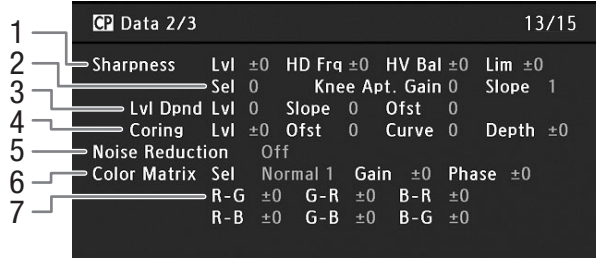 CP Data 2/3 13/15
1 Sharpness Lvl ±0 HD Frq ±0 HV Bal ±0 Lim ±0
2 Sel 0 Knee Apt. Gain 0 Slope 1
3 Lvl Dpnd Lvl 0 Slope 0 Ofst 0
4 Coring Lvl ±0 Ofst 0 Curve 0 Depth ±0
5 Noise Reduction Off
6 Color Matrix Sel Normal 1 Gain ±0 Phase ±0
7 R-G ±0 G-R ±0 B-R ±0
R-B ±0 G-B ±0 B-G ±0